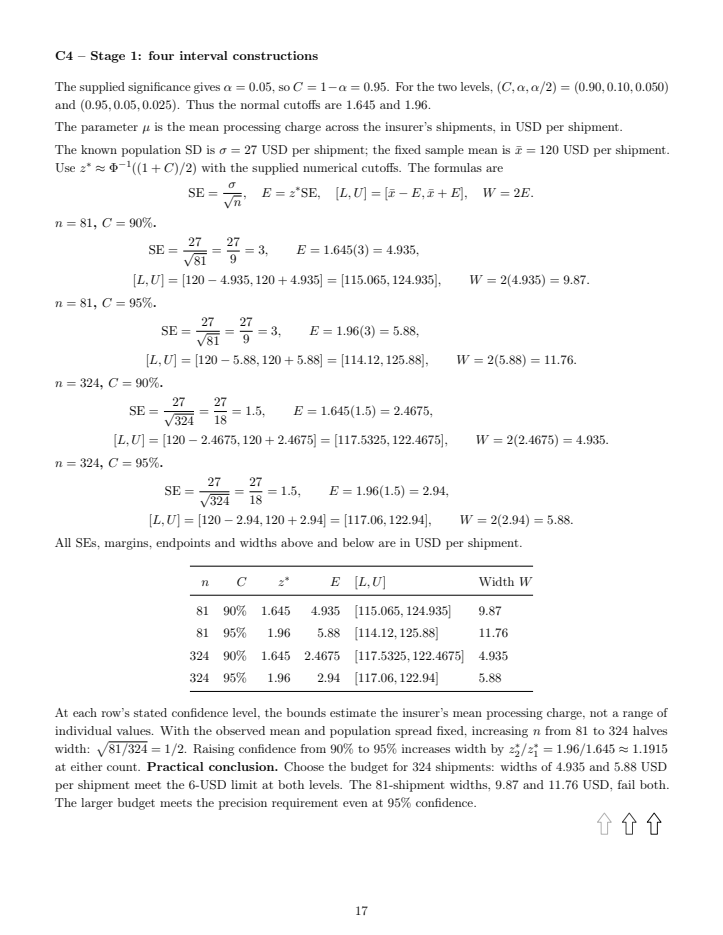 C4 – Stage 1: four interval constructions
The supplied significance gives α = 0.05, so C = 1−α = 0.95. For the two levels, (C, α, α/2) = (0.90, 0.10, 0.050)
and (0.95, 0.05, 0.025). Thus the normal cutoffs are 1.645 and 1.96.
The parameter μ is the mean processing charge across the insurer's shipments, in USD per shipment.
The known population SD is σ = 27 USD per shipment; the fixed sample mean is x̄ = 120 USD per shipment.
Use z* ≈ Φ⁻¹((1 + C)/2) with the supplied numerical cutoffs. The formulas are
SE = σ/√n, E = z*SE, [L, U] = [x̄ − E, x̄ + E], W = 2E.
n = 81, C = 90%.
SE = 27/√81 = 27/9 = 3, E = 1.645(3) = 4.935,
[L, U] = [120 − 4.935, 120 + 4.935] = [115.065, 124.935], W = 2(4.935) = 9.87.
n = 81, C = 95%.
SE = 27/√81 = 27/9 = 3, E = 1.96(3) = 5.88,
[L, U] = [120 − 5.88, 120 + 5.88] = [114.12, 125.88], W = 2(5.88) = 11.76.
n = 324, C = 90%.
SE = 27/√324 = 27/18 = 1.5, E = 1.645(1.5) = 2.4675,
[L, U] = [120 − 2.4675, 120 + 2.4675] = [117.5325, 122.4675], W = 2(2.4675) = 4.935.
n = 324, C = 95%.
SE = 27/√324 = 27/18 = 1.5, E = 1.96(1.5) = 2.94,
[L, U] = [120 − 2.94, 120 + 2.94] = [117.06, 122.94], W = 2(2.94) = 5.88.
All SEs, margins, endpoints and widths above and below are in USD per shipment.
n C z* E [L, U] Width W
81 90% 1.645 4.935 [115.065, 124.935] 9.87
81 95% 1.96 5.88 [114.12, 125.88] 11.76
324 90% 1.645 2.4675 [117.5325, 122.4675] 4.935
324 95% 1.96 2.94 [117.06, 122.94] 5.88
At each row's stated confidence level, the bounds estimate the insurer's mean processing charge, not a range of
individual values. With the observed mean and population spread fixed, increasing n from 81 to 324 halves
width: √(81/324) = 1/2. Raising confidence from 90% to 95% increases width by z₂*/z₁* = 1.96/1.645 ≈ 1.1915
at either count. Practical conclusion. Choose the budget for 324 shipments: widths of 4.935 and 5.88 USD
per shipment meet the 6-USD limit at both levels. The 81-shipment widths, 9.87 and 11.76 USD, fail both.
The larger budget meets the precision requirement even at 95% confidence.
17